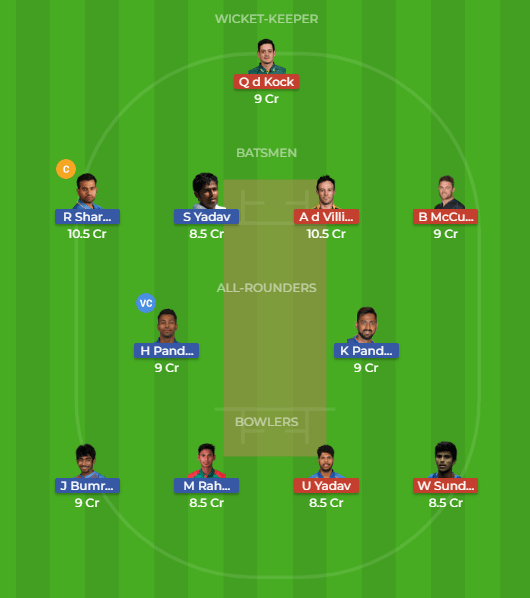 WICKET-KEEPER
Q d Kock
9 Cr
BATSMEN
C
R Shar... S Yadav A d Villi... B McCu...
10.5 Cr 8.5 Cr 10.5 Cr 9 Cr
ALL-ROUNDERS
VC
H Pand... K Pand...
9 Cr 9 Cr
BOWLERS
J Bumr... M Rah... U Yadav W Sund...
9 Cr 8.5 Cr 8.5 Cr 8.5 Cr